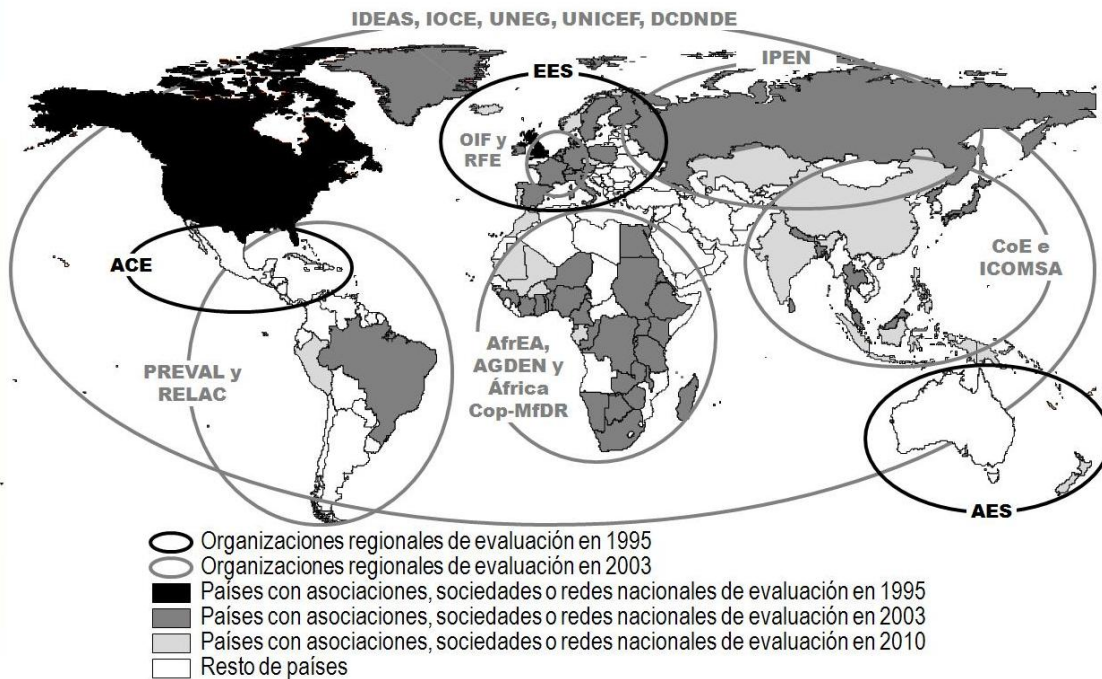 IDEAS, IOCE, UNEG, UNICEF, DCDNDE
IPEN
EES
OIF y
RFE
ACE
CoE e
ICOMSA
PREVAL y
RELAC
AfrEA,
AGDEN y
África
Cop-MfDR
AES
Organizaciones regionales de evaluación en 1995
Organizaciones regionales de evaluación en 2003
Países con asociaciones, sociedades o redes nacionales de evaluación en 1995
Países con asociaciones, sociedades o redes nacionales de evaluación en 2003
Países con asociaciones, sociedades o redes nacionales de evaluación en 2010
Resto de países